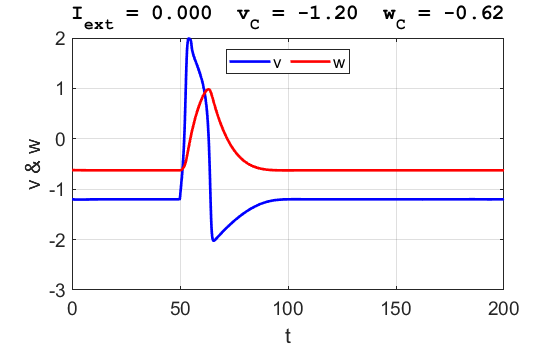 I_ext = 0.000 v_C = -1.20 w_C = -0.62
v w
v & w
2
1
0
-1
-2
-3
0 50 100 150 200
t